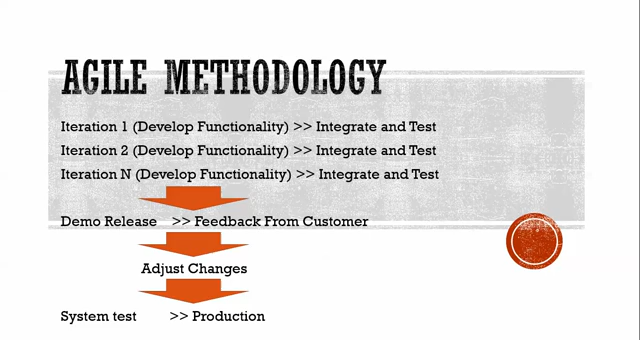 AGILE METHODOLOGY
Iteration 1 (Develop Functionality) >> Integrate and Test
Iteration 2 (Develop Functionality) >> Integrate and Test
Iteration N (Develop Functionality) >> Integrate and Test
Demo Release >> Feedback From Customer
Adjust Changes
System test >> Production